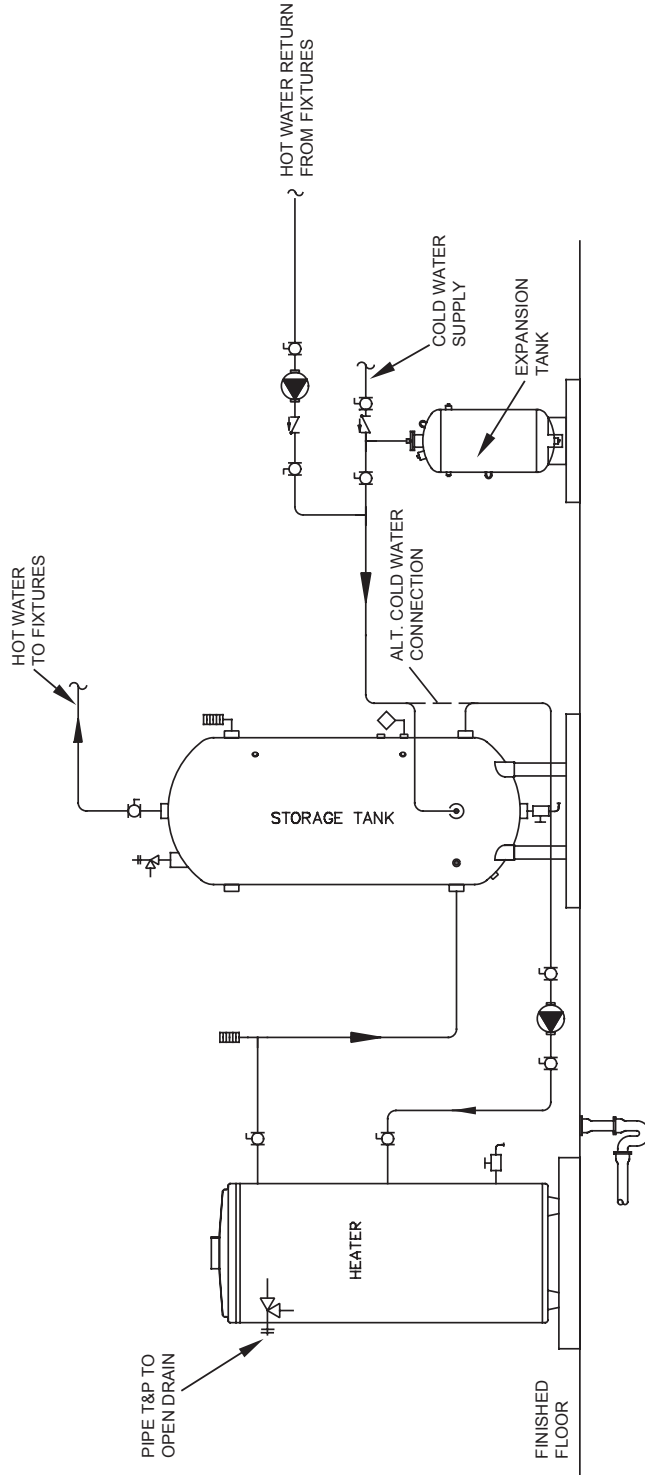 PIPE T&P TO
OPEN DRAIN
HEATER
FINISHED
FLOOR
HOT WATER
TO FIXTURES
STORAGE TANK
ALT. COLD WATER
CONNECTION
HOT WATER RETURN
FROM FIXTURES
COLD WATER
SUPPLY
EXPANSION
TANK